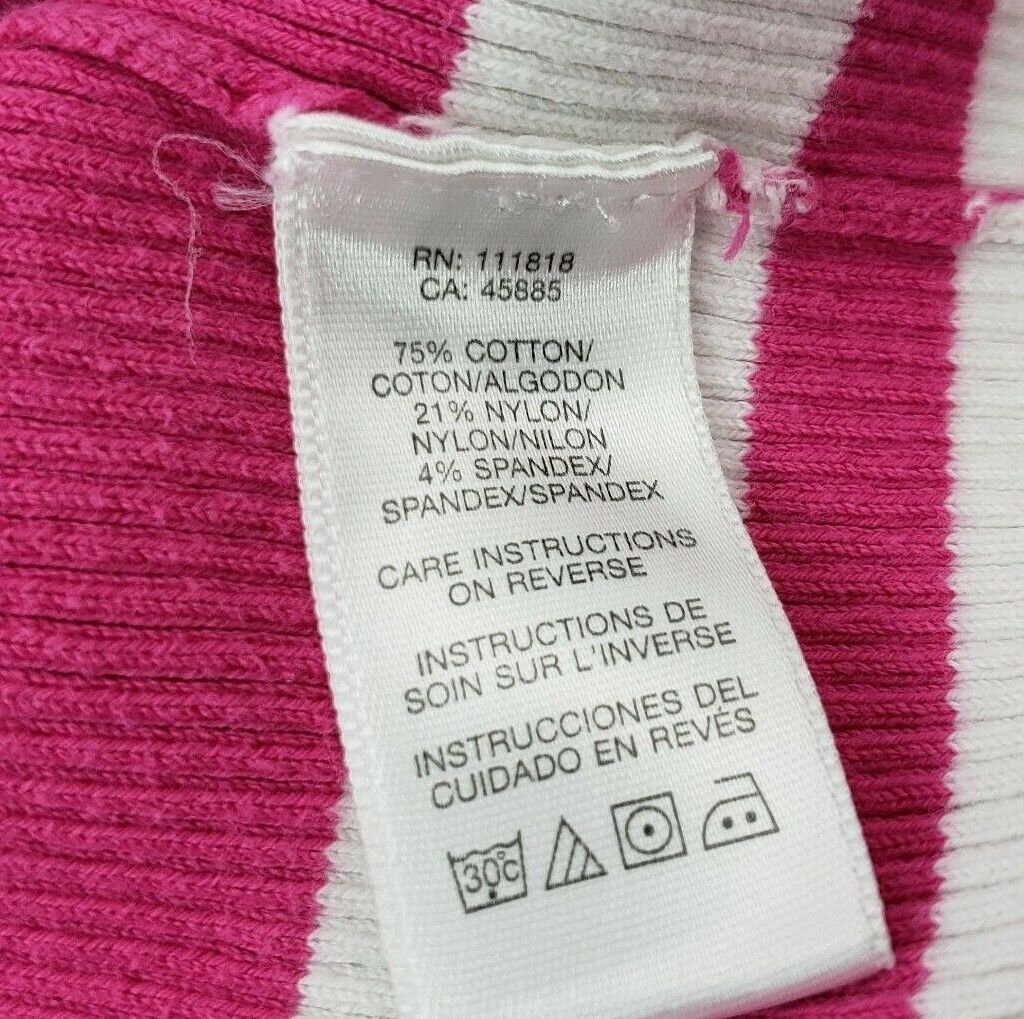 RN: 111818
CA: 45885
75% COTTON/
COTON/ALGODON
21% NYLON/
NYLON/NILON
4% SPANDEX/
SPANDEX/SPANDEX
CARE INSTRUCTIONS
ON REVERSE
INSTRUCTIONS DE
SOIN SUR L'INVERSE
INSTRUCCIONES DEL
CUIDADO EN REVÉS
30°C